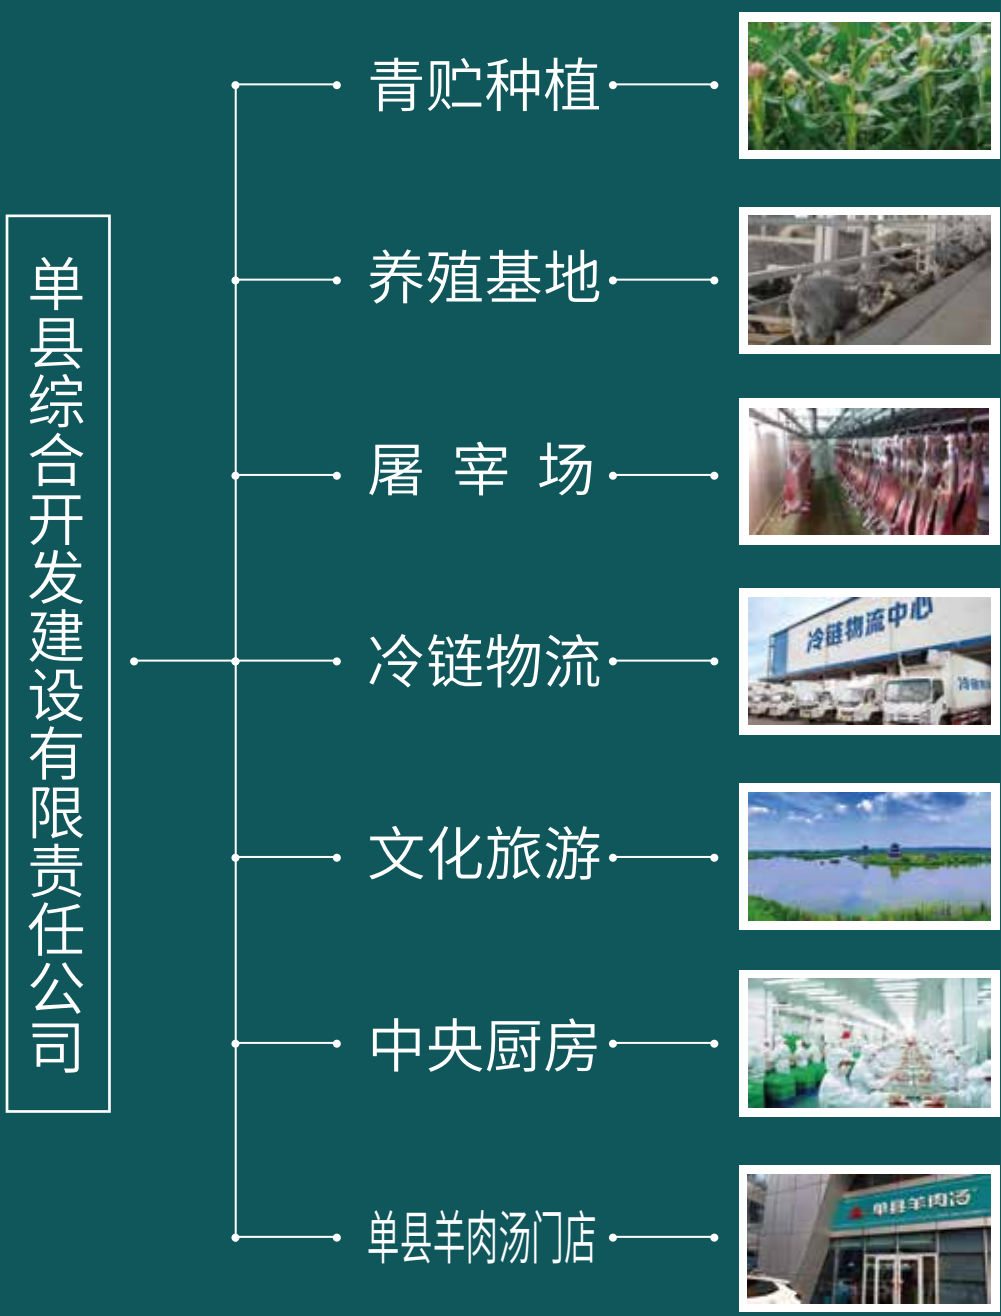 单县综合开发建设有限责任公司
青贮种植
养殖基地
屠宰场
冷链物流
冷链物流中心
文化旅游
中央厨房
单县羊肉汤门店
单县羊肉汤